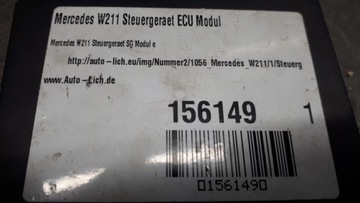 Mercedes W211 Steuergeraet ECU Modul
Mercedes W211 Steuergeraet SG Modul e
http://auto-lich.eu/img/Nummer2/1056_Mercedes_W211/1/Steuerg
www.Auto-Lich.de
156149 1
01561490